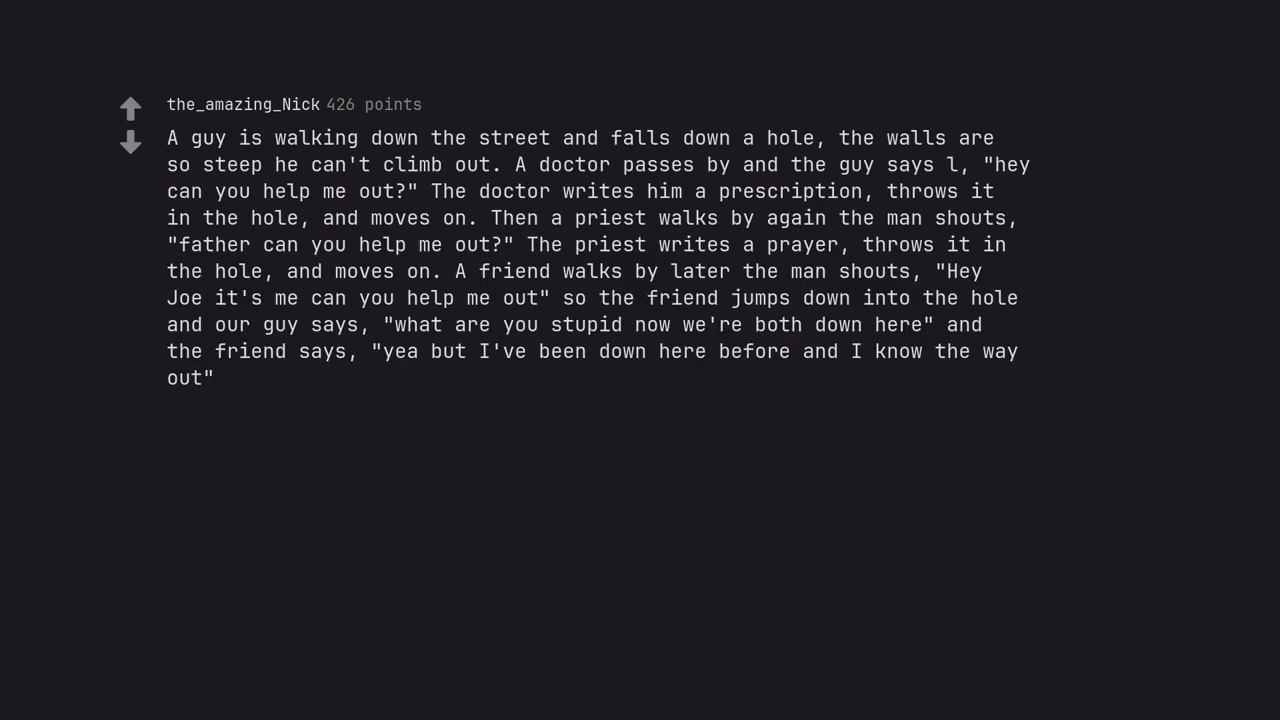 the_amazing_Nick 426 points
A guy is walking down the street and falls down a hole, the walls are
so steep he can't climb out. A doctor passes by and the guy says l, "hey
can you help me out?" The doctor writes him a prescription, throws it
in the hole, and moves on. Then a priest walks by again the man shouts,
"father can you help me out?" The priest writes a prayer, throws it in
the hole, and moves on. A friend walks by later the man shouts, "Hey
Joe it's me can you help me out" so the friend jumps down into the hole
and our guy says, "what are you stupid now we're both down here" and
the friend says, "yea but I've been down here before and I know the way
out"